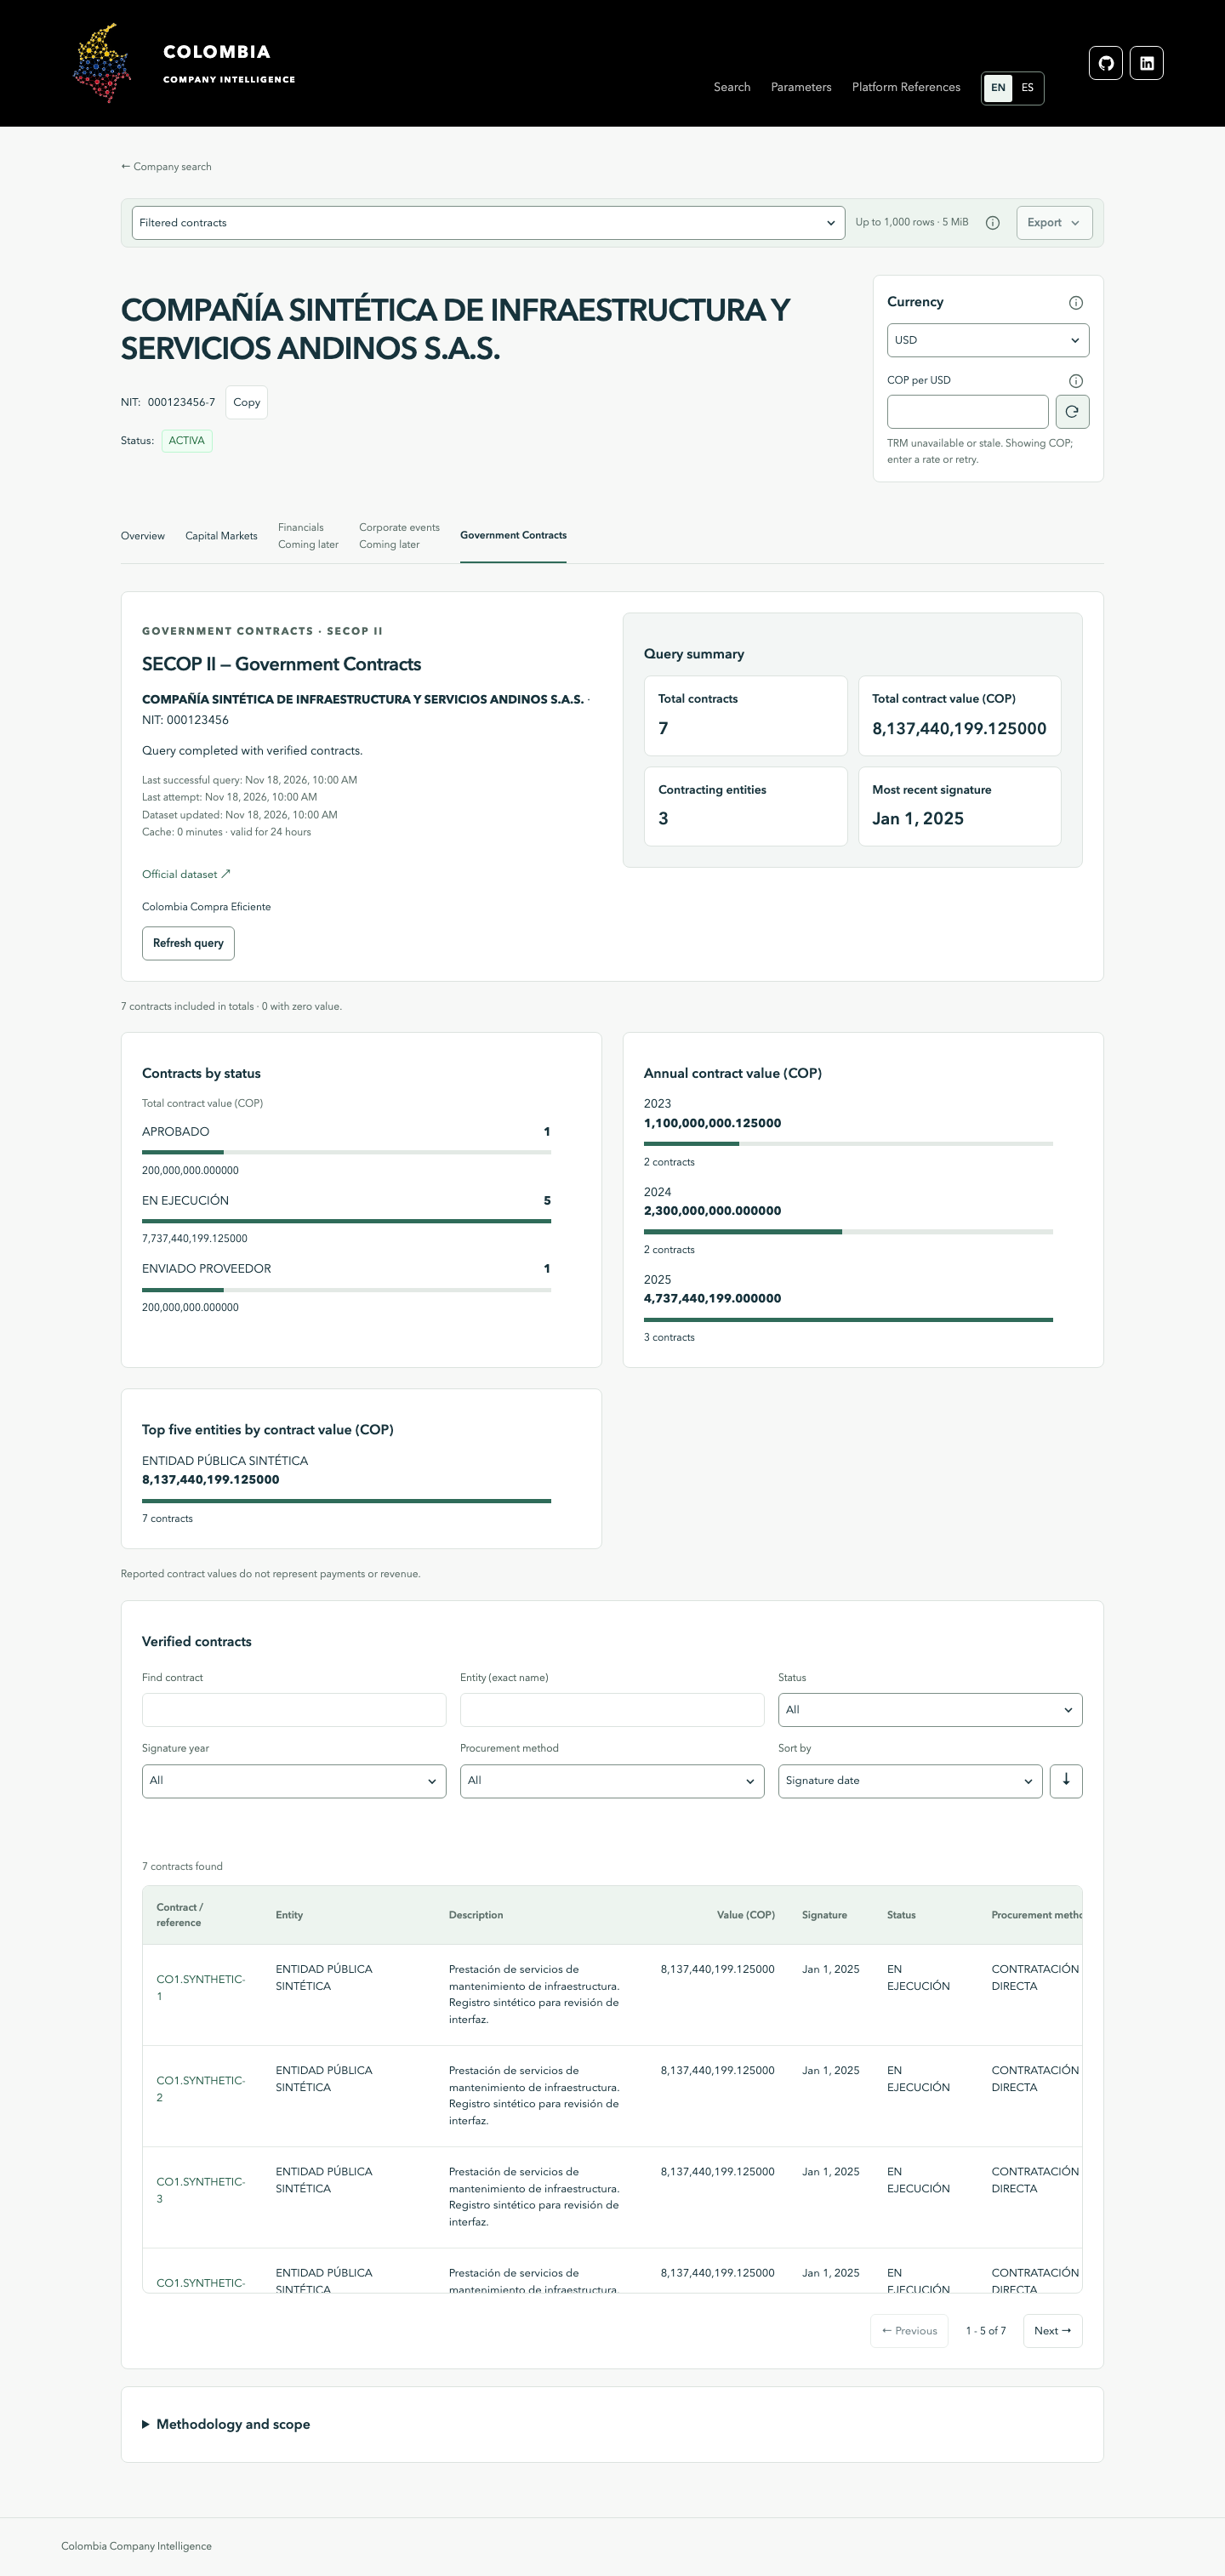 COLOMBIA
COMPANY INTELLIGENCE
Search Parameters Platform References EN ES
← Company search
Filtered contracts Up to 1,000 rows · 5 MiB Export
COMPAÑÍA SINTÉTICA DE INFRAESTRUCTURA Y
SERVICIOS ANDINOS S.A.S.
NIT: 000123456-7 Copy
Status: ACTIVA
Currency
USD
COP per USD
TRM unavailable or stale. Showing COP;
enter a rate or retry.
Overview Capital Markets Financials Corporate events Government Contracts
Coming later Coming later
GOVERNMENT CONTRACTS · SECOP II
SECOP II — Government Contracts
COMPAÑÍA SINTÉTICA DE INFRAESTRUCTURA Y SERVICIOS ANDINOS S.A.S. ·
NIT: 000123456
Query completed with verified contracts.
Last successful query: Nov 18, 2026, 10:00 AM
Last attempt: Nov 18, 2026, 10:00 AM
Dataset updated: Nov 18, 2026, 10:00 AM
Cache: 0 minutes · valid for 24 hours
Official dataset ↗
Colombia Compra Eficiente
Refresh query
Query summary
Total contracts
7
Total contract value (COP)
8,137,440,199.125000
Contracting entities
3
Most recent signature
Jan 1, 2025
7 contracts included in totals · 0 with zero value.
Contracts by status
Total contract value (COP)
APROBADO 1
200,000,000.000000
EN EJECUCIÓN 5
7,737,440,199.125000
ENVIADO PROVEEDOR 1
200,000,000.000000
Annual contract value (COP)
2023
1,100,000,000.125000
2 contracts
2024
2,300,000,000.000000
2 contracts
2025
4,737,440,199.000000
3 contracts
Top five entities by contract value (COP)
ENTIDAD PÚBLICA SINTÉTICA
8,137,440,199.125000
7 contracts
Reported contract values do not represent payments or revenue.
Verified contracts
Find contract Entity (exact name) Status
All
Signature year Procurement method Sort by
All All Signature date ↓
7 contracts found
Contract /
reference Entity Description Value (COP) Signature Status Procurement metho
CO1.SYNTHETIC-
1
ENTIDAD PÚBLICA
SINTÉTICA
Prestación de servicios de
mantenimiento de infraestructura.
Registro sintético para revisión de
interfaz.
8,137,440,199.125000
Jan 1, 2025
EN
EJECUCIÓN
CONTRATACIÓN
DIRECTA
CO1.SYNTHETIC-
2
ENTIDAD PÚBLICA
SINTÉTICA
Prestación de servicios de
mantenimiento de infraestructura.
Registro sintético para revisión de
interfaz.
8,137,440,199.125000
Jan 1, 2025
EN
EJECUCIÓN
CONTRATACIÓN
DIRECTA
CO1.SYNTHETIC-
3
ENTIDAD PÚBLICA
SINTÉTICA
Prestación de servicios de
mantenimiento de infraestructura.
Registro sintético para revisión de
interfaz.
8,137,440,199.125000
Jan 1, 2025
EN
EJECUCIÓN
CONTRATACIÓN
DIRECTA
CO1.SYNTHETIC-
ENTIDAD PÚBLICA
SINTÉTICA
Prestación de servicios de
mantenimiento de infraestructura.
8,137,440,199.125000
Jan 1, 2025
EN
EJECUCIÓN
CONTRATACIÓN
DIRECTA
← Previous 1 - 5 of 7 Next →
▶ Methodology and scope
Colombia Company Intelligence